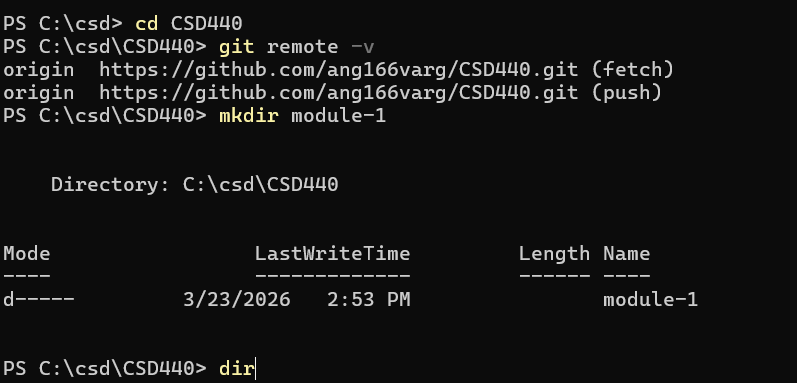 PS C:\csd> cd CSD440
PS C:\csd\CSD440> git remote -v
origin  https://github.com/ang166varg/CSD440.git (fetch)
origin  https://github.com/ang166varg/CSD440.git (push)
PS C:\csd\CSD440> mkdir module-1
    Directory: C:\csd\CSD440
Mode                 LastWriteTime         Length Name
----                 -------------         ------ ----
d-----         3/23/2026   2:53 PM                module-1
PS C:\csd\CSD440> dir